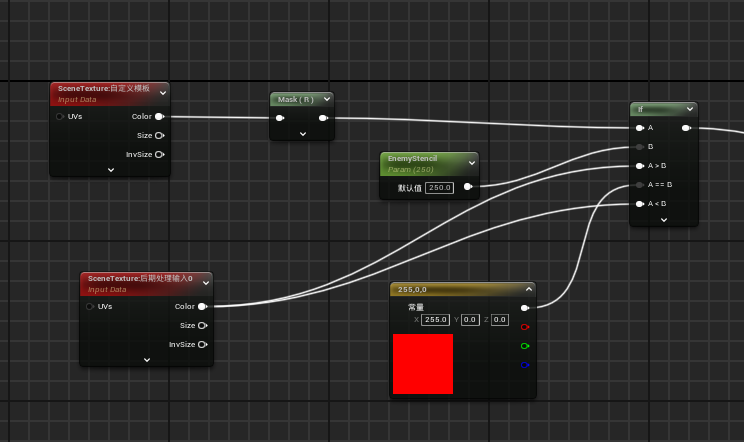 SceneTexture:自定义模板
Input Data
UVs
Color
Size
InvSize
Mask ( R )
EnemyStencil
Param (250)
默认值 250.0
If
A
B
A > B
A == B
A < B
SceneTexture:后期处理输入0
Input Data
UVs
Color
Size
InvSize
255,0,0
常量
X 255.0 Y 0.0 Z 0.0